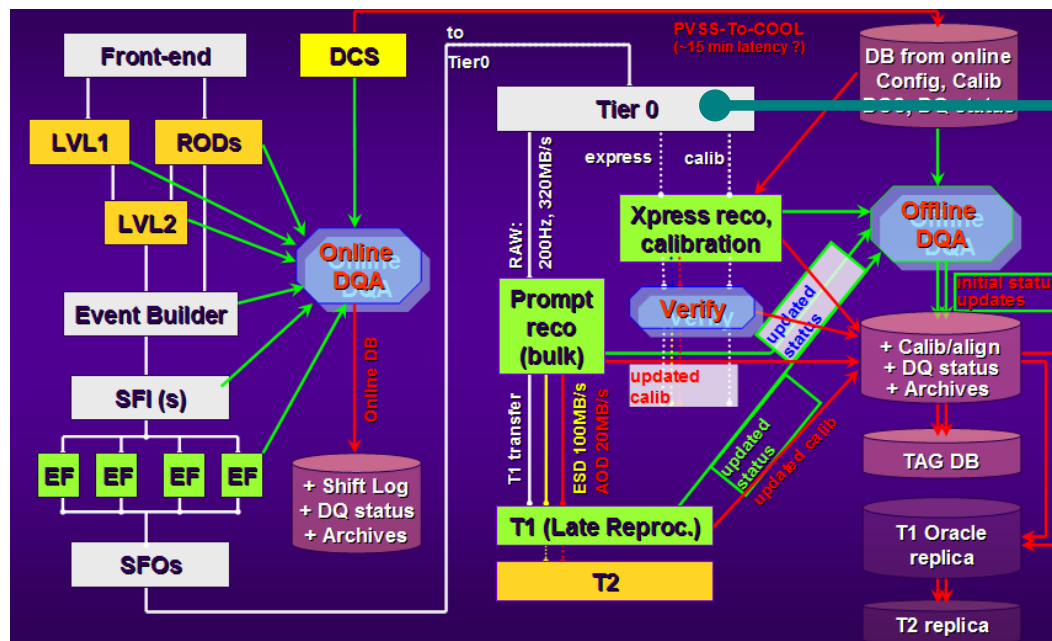 Front-end
DCS
to
Tier0
PVSS-To-COOL
(~15 min latency ?)
DB from online
Config, Calib
DCS, DQ status
Tier 0
LVL1
RODs
express
calib
LVL2
RAW:
200Hz, 320MB/s
Xpress reco,
calibration
Offline
DQA
Online
DQA
Event Builder
Prompt
reco
(bulk)
Verify
updated
status
initial status
updates
+ Calib/align
+ DQ status
+ Archives
Online DB
updated
calib
SFI (s)
T1 transfer
ESD 100MB/s
AOD 20MB/s
updated
status
updated calib
TAG DB
EF
EF
EF
EF
+ Shift Log
+ DQ status
+ Archives
T1 (Late Reproc.)
T1 Oracle
replica
SFOs
T2
T2 replica